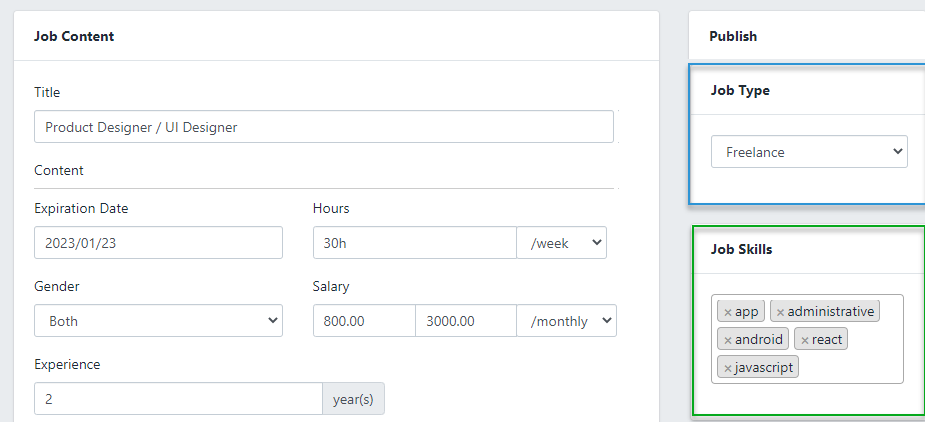 Job Content
Title
Product Designer / UI Designer
Content
Expiration Date
Hours
2023/01/23
30h
/week
Gender
Salary
Both
800.00
3000.00
/monthly
Experience
2
year(s)
Publish
Job Type
Freelance
Job Skills
× app × administrative
× android × react
× javascript